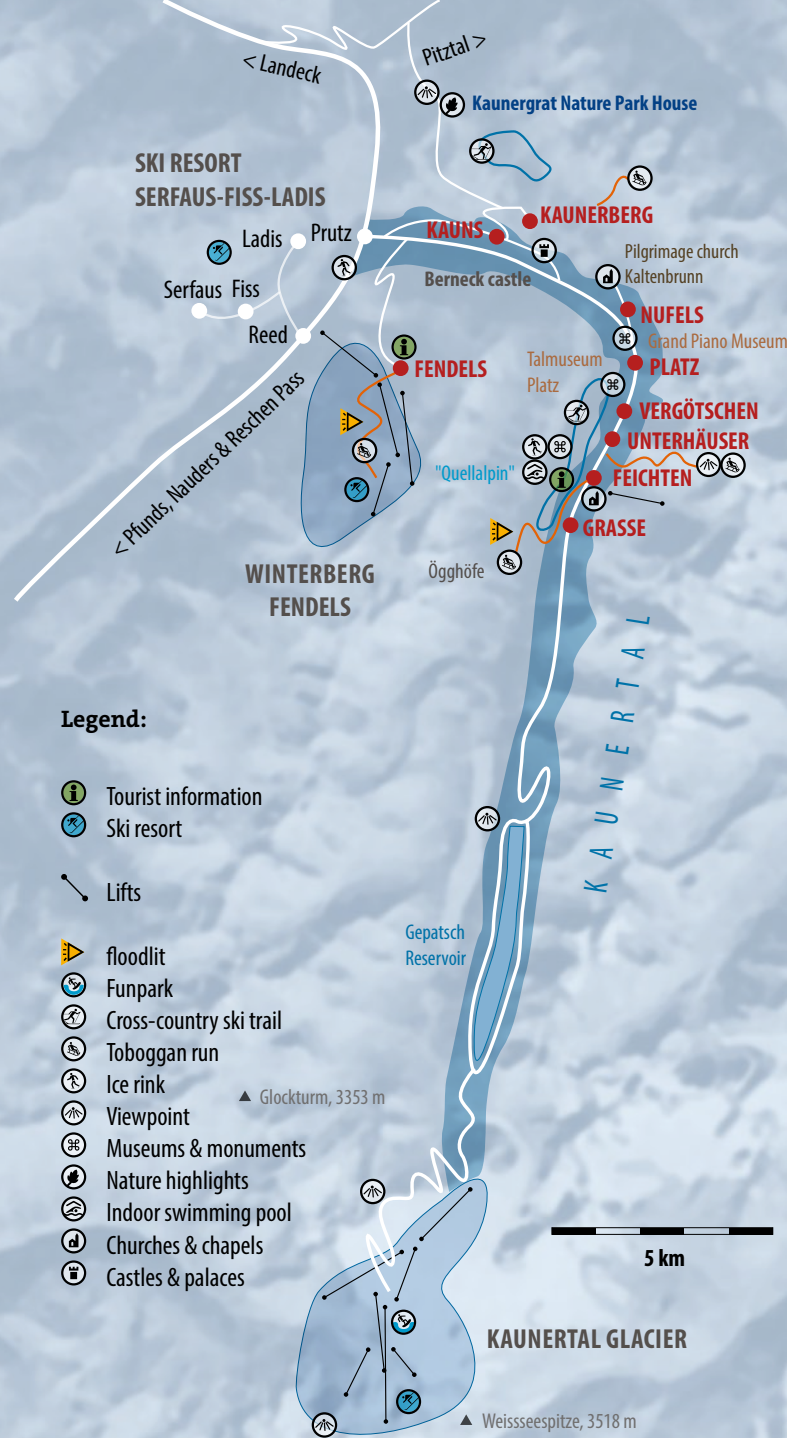 Pitztal >
< Landeck
Kaunergrat Nature Park House
SKI RESORT
SERFAUS-FISS-LADIS
KAUNERBERG
KAUNS
Ladis
Prutz
Pilgrimage church
Kaltenbrunn
Berneck castle
Serfaus
Fiss
NUFELS
Reed
Grand Piano Museum
Talmuseum
Platz
PLATZ
FENDELS
VERGÖTSCHEN
UNTERHÄUSER
"Quellalpin"
FEICHTEN
< Pfunds, Nauders & Reschen Pass
GRASSE
WINTERBERG
FENDELS
Ögghöfe
KAUNERTAL
Legend:
Tourist information
Ski resort
Lifts
floodlit
Funpark
Cross-country ski trail
Toboggan run
Ice rink
Viewpoint
Museums & monuments
Nature highlights
Indoor swimming pool
Churches & chapels
Castles & palaces
Gepatsch
Reservoir
Glockturm, 3353 m
5 km
KAUNERTAL GLACIER
Weissseespitze, 3518 m